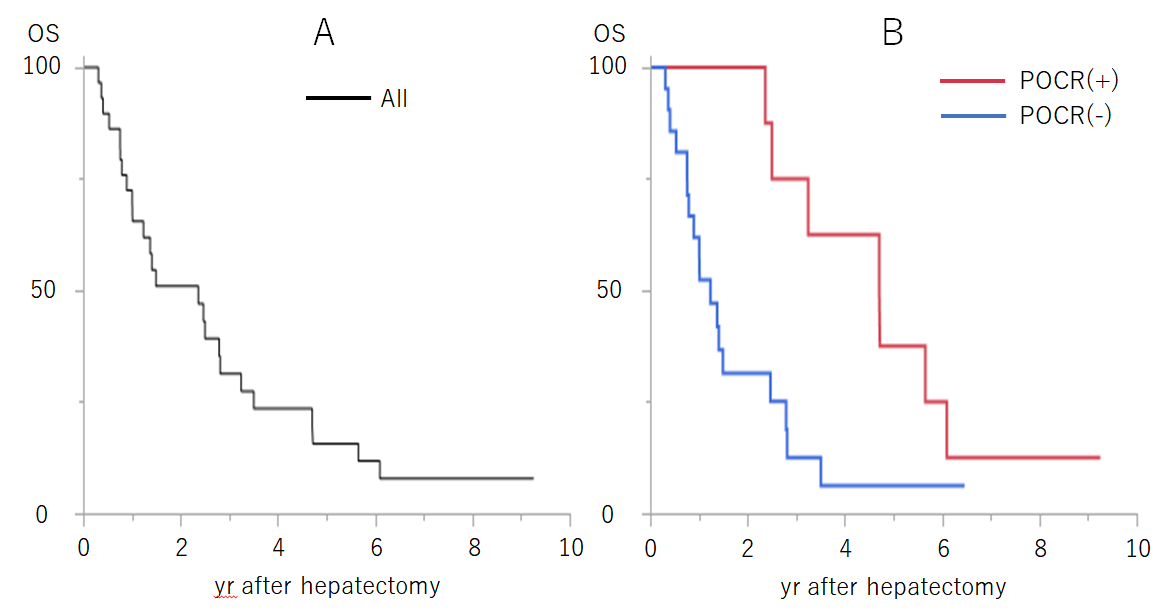 OS
A
100
All
50
0
0 2 4 6 8 10
yr after hepatectomy
OS
B
100
POCR(+)
POCR(-)
50
0
0 2 4 6 8 10
yr after hepatectomy